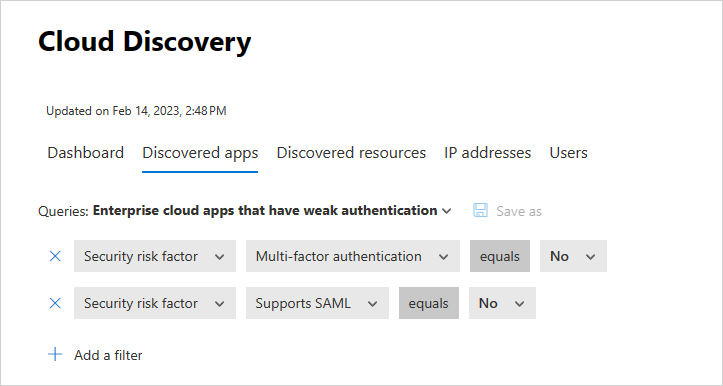 Cloud Discovery
Updated on Feb 14, 2023, 2:48 PM
Dashboard Discovered apps Discovered resources IP addresses Users
Queries: Enterprise cloud apps that have weak authentication Save as
Security risk factor Multi-factor authentication equals No
Security risk factor Supports SAML equals No
Add a filter